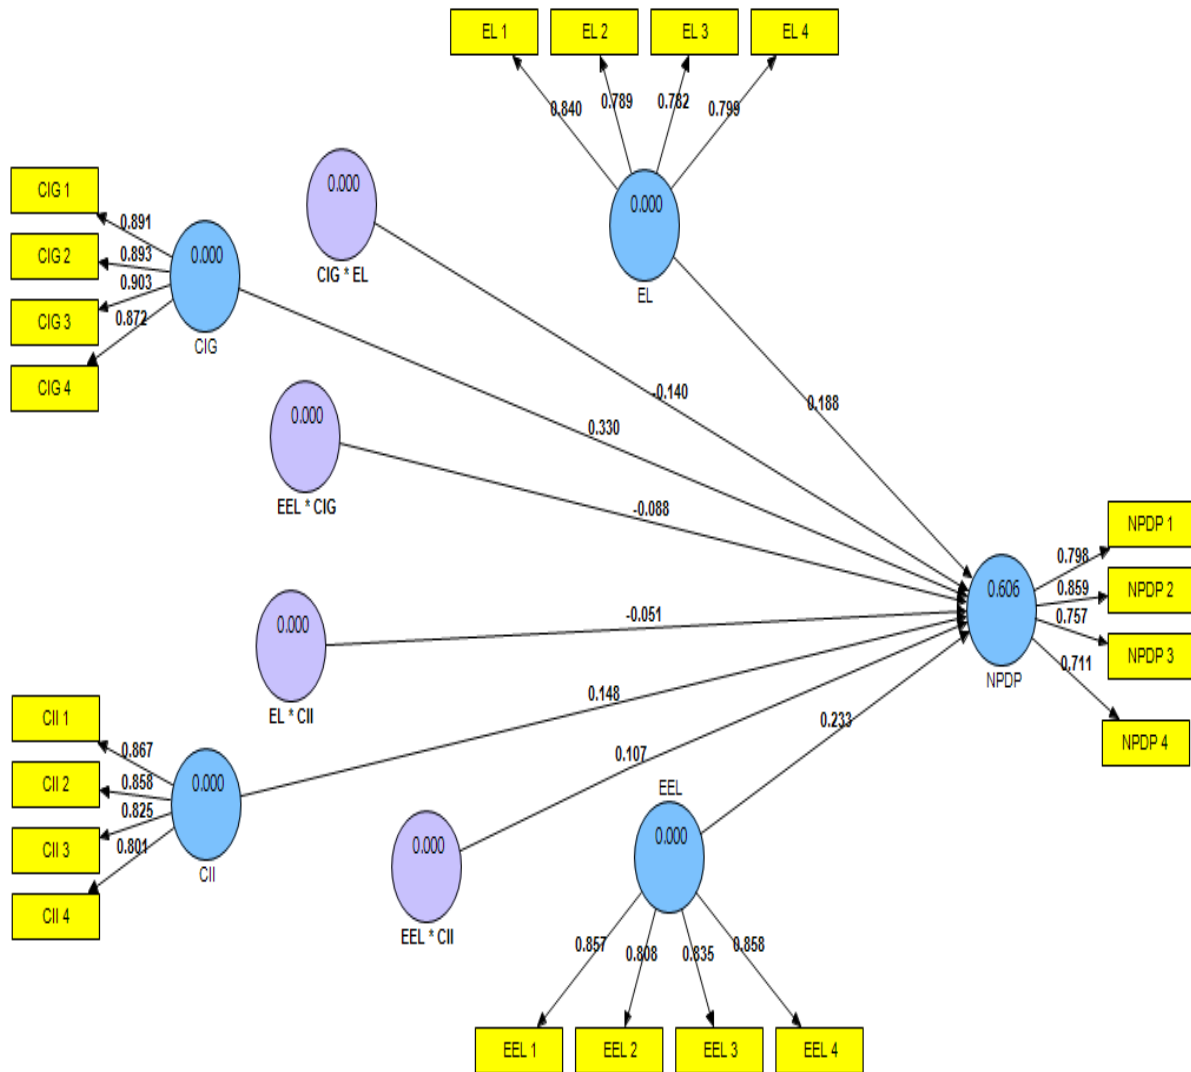 EL 1
EL 2
EL 3
EL 4
0.840
0.789
0.782
0.799
0.000
EL
0.000
CIG * EL
CIG 1
CIG 2
CIG 3
CIG 4
0.891
0.893
0.903
0.872
0.000
CIG
-0.140
0.188
0.330
0.000
EEL * CIG
-0.088
0.000
EL * CII
-0.051
0.606
NPDP
NPDP 1
NPDP 2
NPDP 3
NPDP 4
0.798
0.859
0.757
0.711
CII 1
CII 2
CII 3
CII 4
0.867
0.858
0.825
0.801
0.000
CII
0.148
0.107
0.233
0.000
EEL * CII
EEL
0.000
0.857
0.808
0.835
0.858
EEL 1
EEL 2
EEL 3
EEL 4